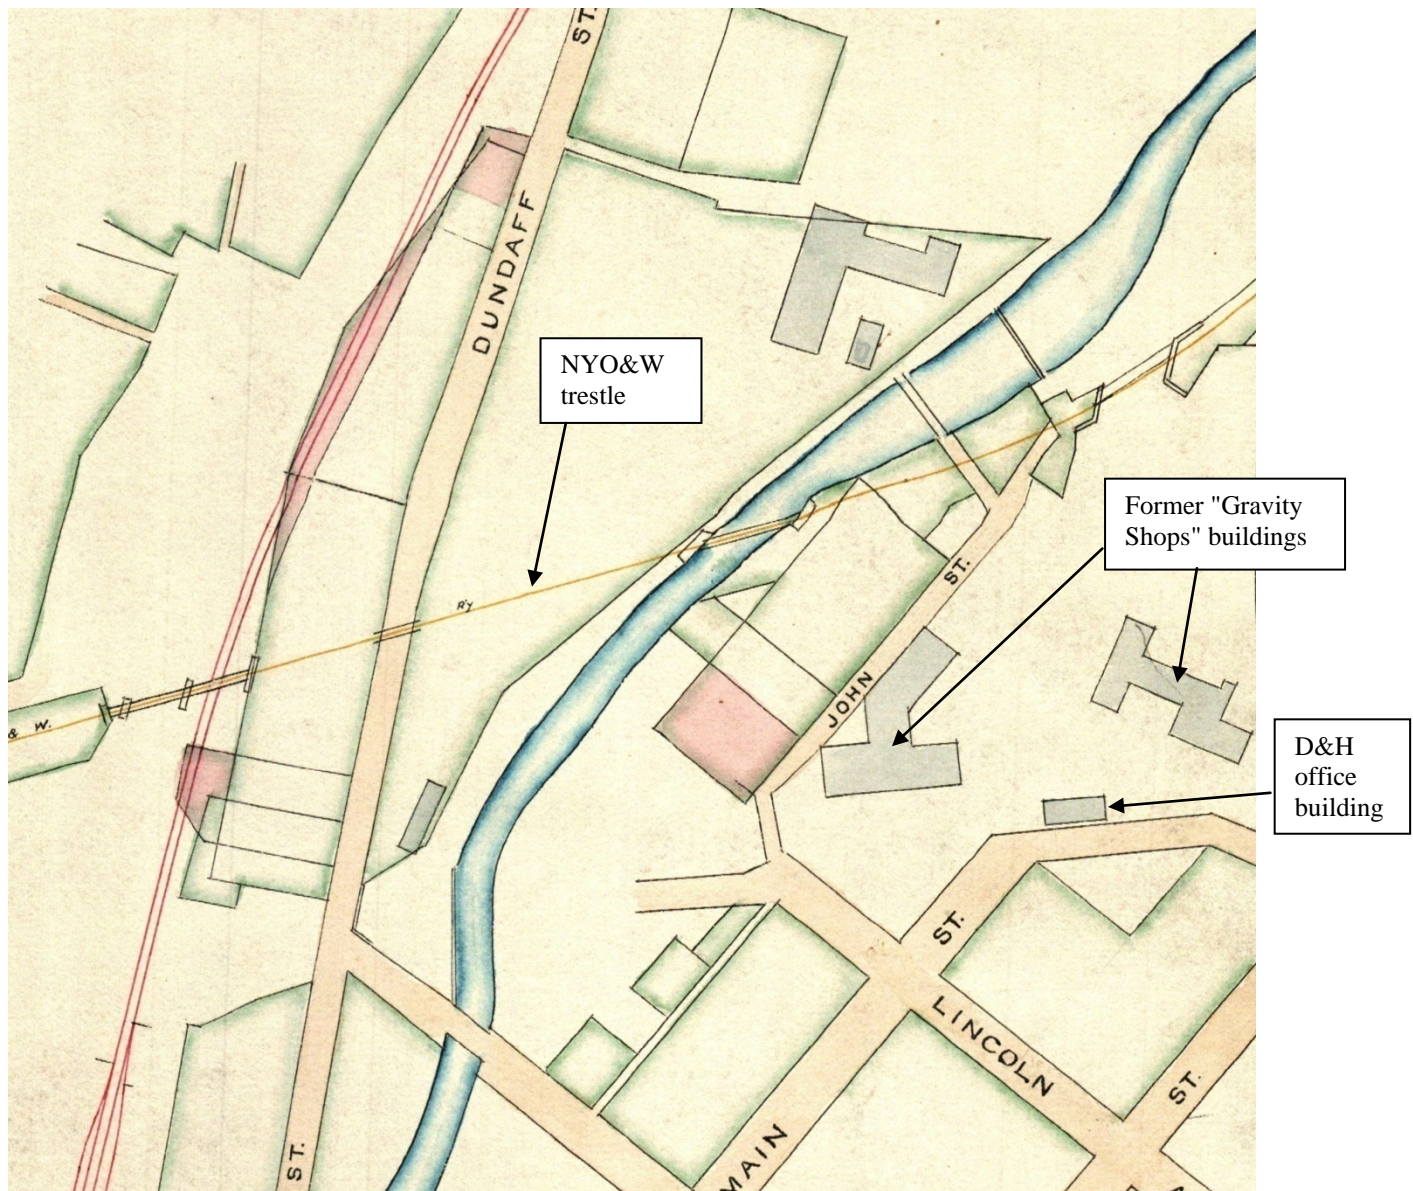 ST.
DUNDAFF
NYO&W
trestle
Former "Gravity
Shops" buildings
ST.
R'Y
JOHN
& W.
D&H
office
building
ST.
LINCOLN
ST.
MAIN
ST.